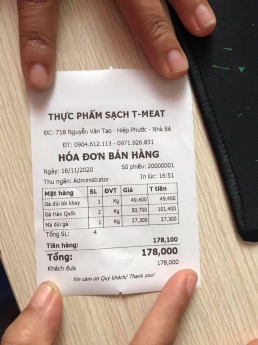 THỰC PHẨM SẠCH T-MEAT
ĐC: 718 Nguyễn Văn Tạo - Hiệp Phước - Nhà Bè
ĐT: 0904.612.113 - 0971.926.831
HÓA ĐƠN BÁN HÀNG
Ngày: 16/11/2020 Số phiếu: 20000001
Thu ngân: Administrator In lúc: 16:51
Mặt hàng SL ĐVT Giá T tiền
Gà đùi tỏi khay 1 Kg 49,400 49,400
Gà Hàn Quốc 2 Kg 50,700 101,400
Má đùi gà 1 Kg 27,300 27,300
Tổng SL: 4
Tiền hàng: 178,100
Tổng: 178,000
Khách đưa 178,000
Xin cảm ơn Quý khách/ Thank you!